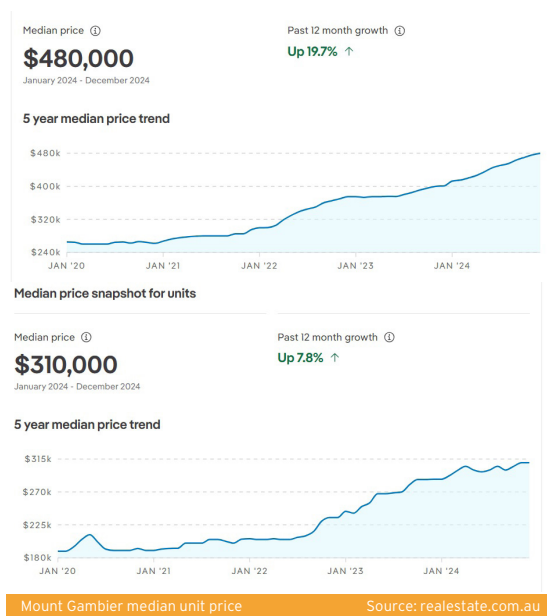 Median price ⓘ Past 12 month growth ⓘ
$480,000 Up 19.7% ↑
January 2024 - December 2024
5 year median price trend
$480k
$400k
$320k
$240k
JAN '20 JAN '21 JAN '22 JAN '23 JAN '24
Median price snapshot for units
Median price ⓘ Past 12 month growth ⓘ
$310,000 Up 7.8% ↑
January 2024 - December 2024
5 year median price trend
$315k
$270k
$225k
$180k
JAN '20 JAN '21 JAN '22 JAN '23 JAN '24
Mount Gambier median unit price Source: realestate.com.au